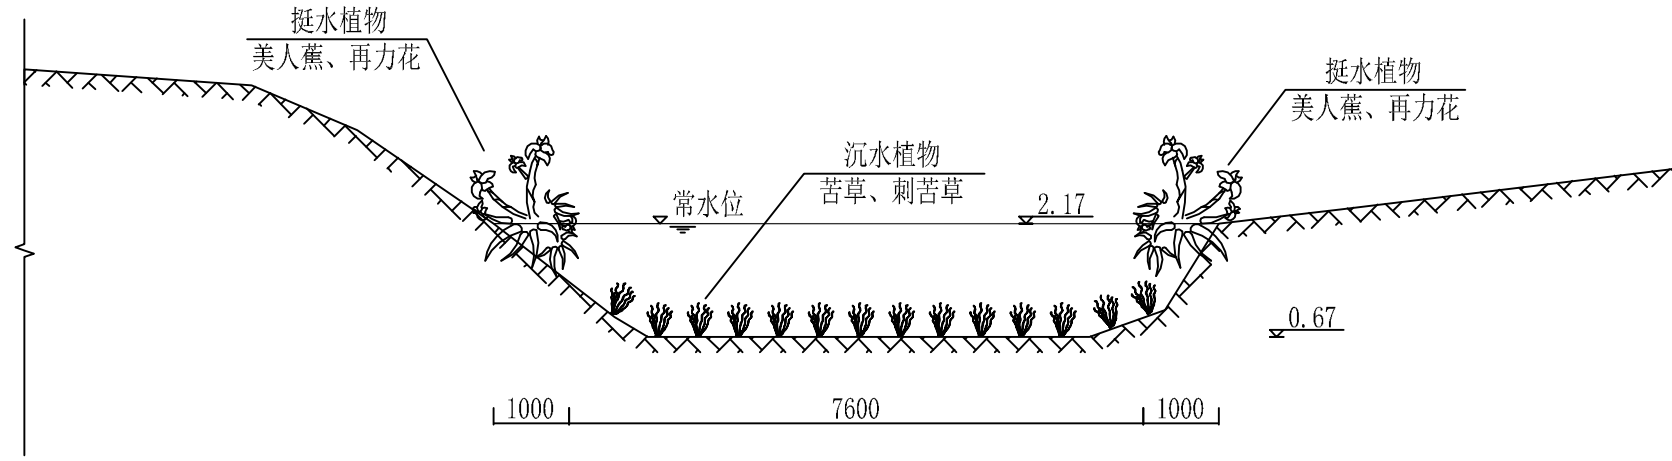 挺水植物
美人蕉、再力花
挺水植物
美人蕉、再力花
沉水植物
苦草、刺苦草
常水位
2.17
0.67
1000
7600
1000